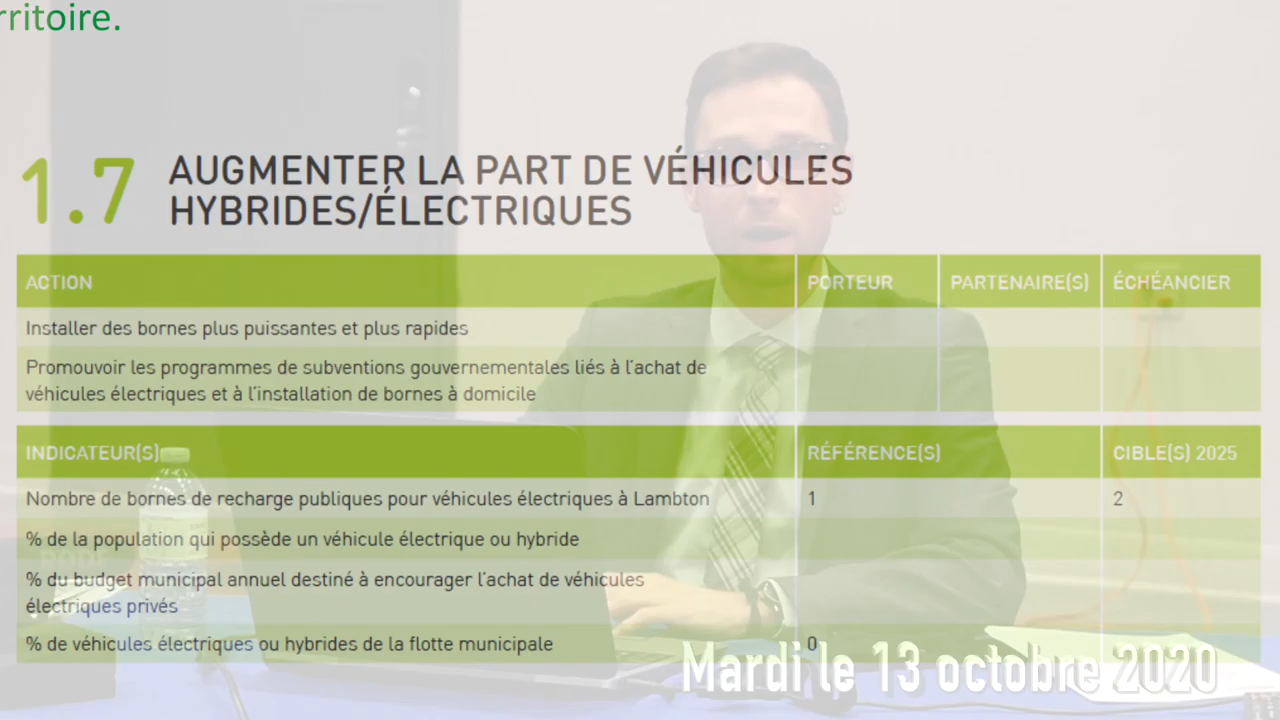 rritoire.
1.7
AUGMENTER LA PART DE VÉHICULES
HYBRIDES/ÉLECTRIQUES
ACTION PORTEUR PARTENAIRE(S) ÉCHÉANCIER
Installer des bornes plus puissantes et plus rapides
Promouvoir les programmes de subventions gouvernementales liés à l'achat de
véhicules électriques et à l'installation de bornes à domicile
INDICATEUR(S) RÉFÉRENCE(S) CIBLE(S) 2025
Nombre de bornes de recharge publiques pour véhicules électriques à Lambton 1 2
% de la population qui possède un véhicule électrique ou hybride
% du budget municipal annuel destiné à encourager l'achat de véhicules
électriques privés
% de véhicules électriques ou hybrides de la flotte municipale 0
Mardi le 13 octobre 2020